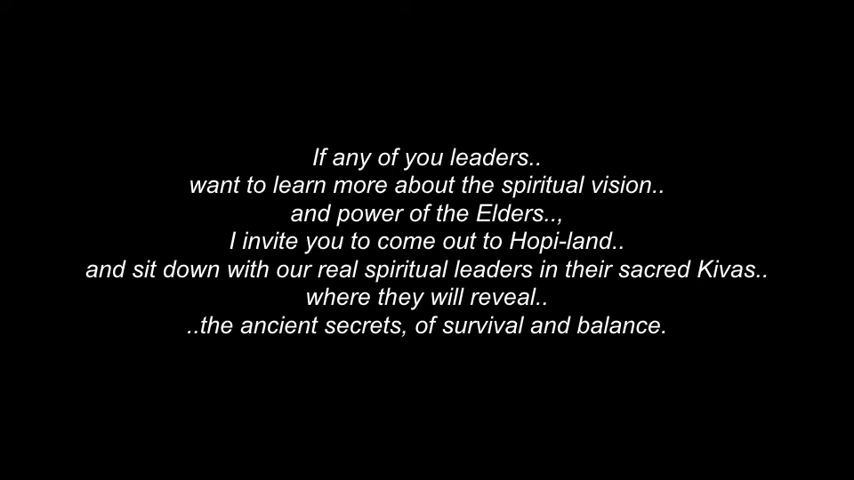 If any of you leaders..
want to learn more about the spiritual vision..
and power of the Elders..,
I invite you to come out to Hopi-land..
and sit down with our real spiritual leaders in their sacred Kivas..
where they will reveal..
..the ancient secrets, of survival and balance.